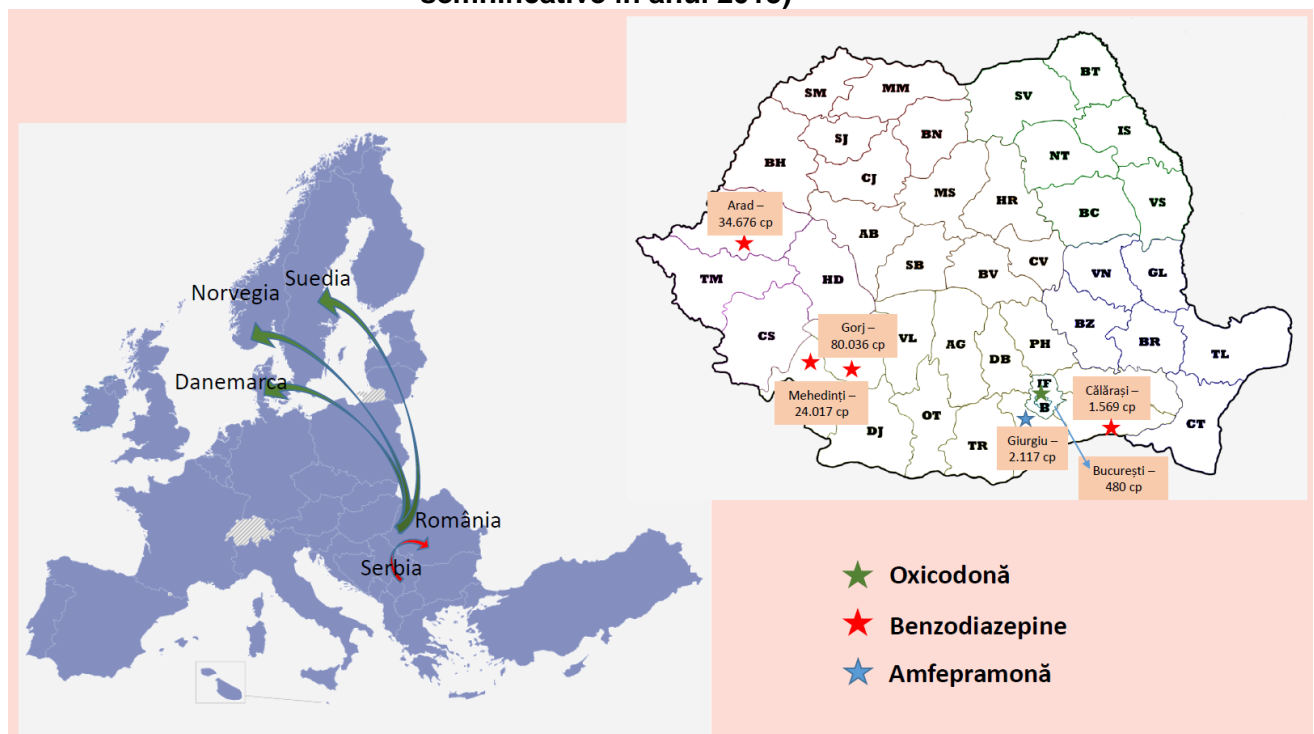 în anul
Suedia
Norvegia
Danemarca
România
Serbia
BT
SM
MM
SV
IS
SJ
BN
NT
BH
CJ
MS
HR
BC
VS
Arad –
34.676 cp
AB
TM
HD
SB
BV
CV
VN
GL
CS
Gorj –
80.036 cp
VL
AG
DB
PH
BZ
BR
TL
Mehedinți –
24.017 cp
DJ
OT
TR
IF
B
Călărași –
1.569 cp
CT
Giurgiu –
2.117 cp
București –
480 cp
Oxicodonă
Benzodiazepine
Amfepramonă